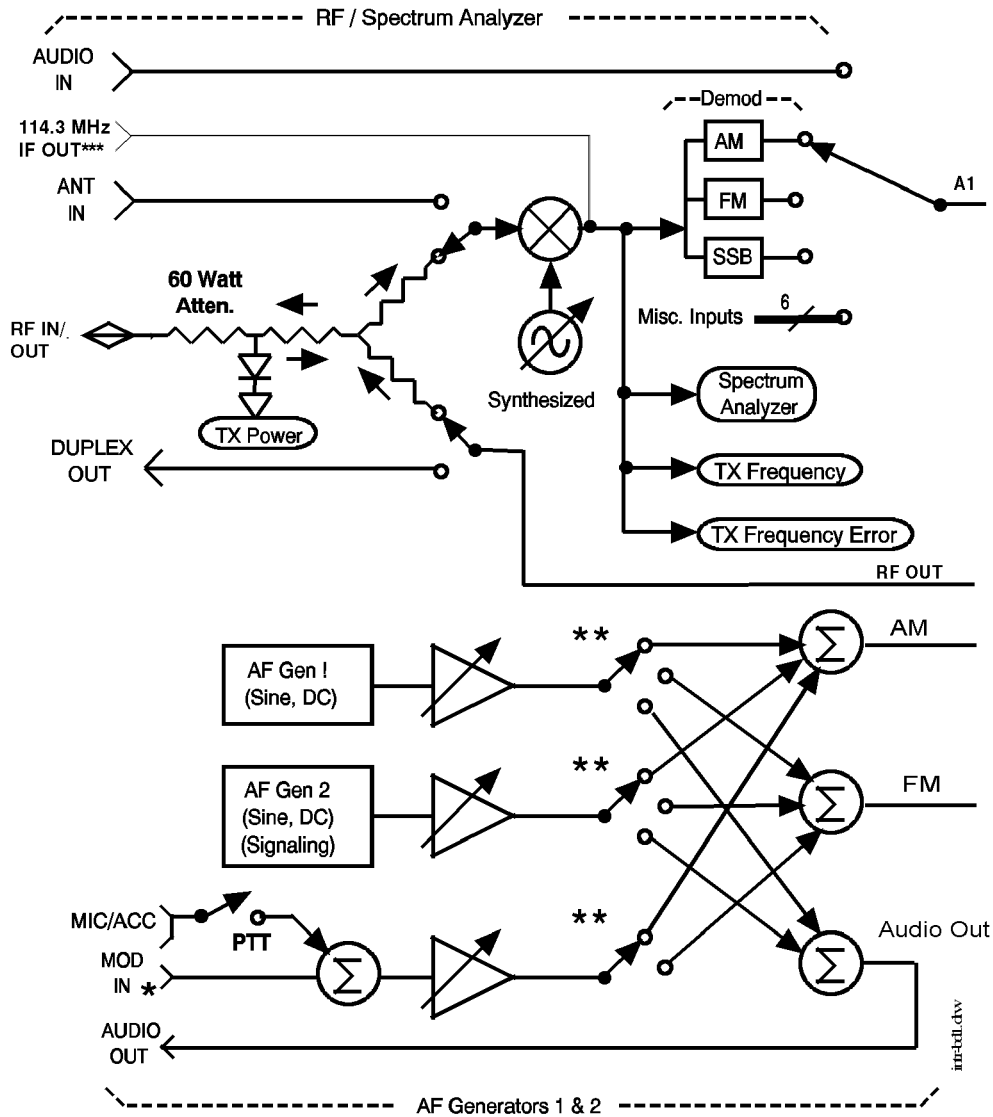 RF / Spectrum Analyzer
AUDIO
IN
114.3 MHz
IF OUT***
ANT
IN
Demod
AM
FM
SSB
A1
60 Watt
Atten.
RF IN/.
OUT
TX Power
DUPLEX
OUT
Synthesized
Misc. Inputs
6
Spectrum
Analyzer
TX Frequency
TX Frequency Error
RF OUT
AF Gen !
(Sine, DC)
**
Σ
AM
AF Gen 2
(Sine, DC)
(Signaling)
**
Σ
FM
MIC/ACC
PTT
MOD
IN *
Σ
**
Σ
Audio Out
AUDIO
OUT
AF Generators 1 & 2